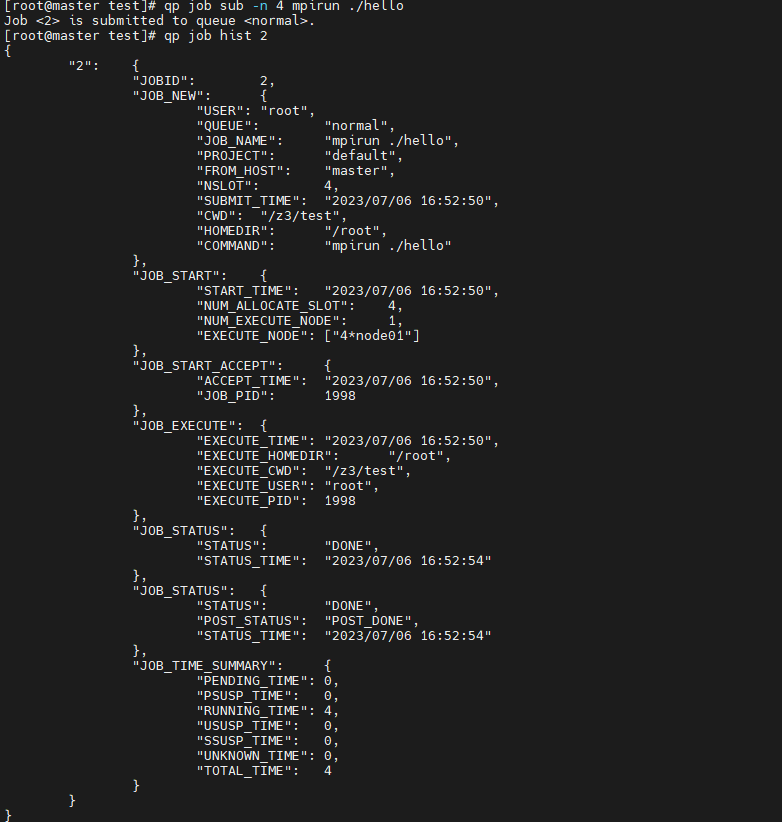 [root@master test]# qp job sub -n 4 mpirun ./hello
Job <2> is submitted to queue <normal>.
[root@master test]# qp job hist 2
{
"2": {
"JOBID": 2,
"JOB_NEW": {
"USER": "root",
"QUEUE": "normal",
"JOB_NAME": "mpirun ./hello",
"PROJECT": "default",
"FROM_HOST": "master",
"NSLOT": 4,
"SUBMIT_TIME": "2023/07/06 16:52:50",
"CWD": "/z3/test",
"HOMEDIR": "/root",
"COMMAND": "mpirun ./hello"
},
"JOB_START": {
"START_TIME": "2023/07/06 16:52:50",
"NUM_ALLOCATE_SLOT": 4,
"NUM_EXECUTE_NODE": 1,
"EXECUTE_NODE": ["4*node01"]
},
"JOB_START_ACCEPT": {
"ACCEPT_TIME": "2023/07/06 16:52:50",
"JOB_PID": 1998
},
"JOB_EXECUTE": {
"EXECUTE_TIME": "2023/07/06 16:52:50",
"EXECUTE_HOMEDIR": "/root",
"EXECUTE_CWD": "/z3/test",
"EXECUTE_USER": "root",
"EXECUTE_PID": 1998
},
"JOB_STATUS": {
"STATUS": "DONE",
"STATUS_TIME": "2023/07/06 16:52:54"
},
"JOB_STATUS": {
"STATUS": "DONE",
"POST_STATUS": "POST_DONE",
"STATUS_TIME": "2023/07/06 16:52:54"
},
"JOB_TIME_SUMMARY": {
"PENDING_TIME": 0,
"PSUSP_TIME": 0,
"RUNNING_TIME": 4,
"USUSP_TIME": 0,
"SSUSP_TIME": 0,
"UNKNOWN_TIME": 0,
"TOTAL_TIME": 4
}
}
}